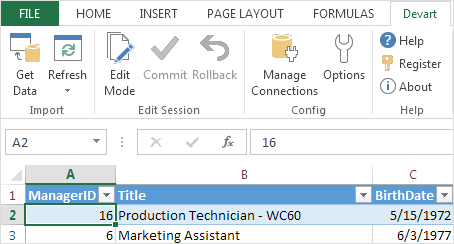 FILE HOME INSERT PAGE LAYOUT FORMULAS Devart
Get Data Refresh Edit Mode Commit Rollback Manage Connections Options Help
Register
About
Import Edit Session Config Help
A2 fx 16
A B C
1 ManagerID Title BirthDate
2 16 Production Technician - WC60 5/15/1972
3 6 Marketing Assistant 6/3/1977